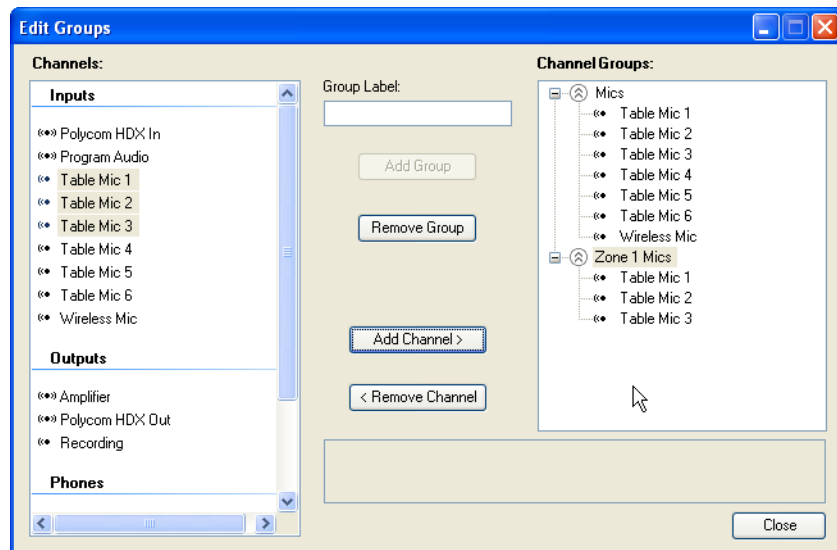 Edit Groups
Channels:
Inputs
Polycom HDX In
Program Audio
Table Mic 1
Table Mic 2
Table Mic 3
Table Mic 4
Table Mic 5
Table Mic 6
Wireless Mic
Outputs
Amplifier
Polycom HDX Out
Recording
Phones
Group Label:
Add Group
Remove Group
Add Channel >
< Remove Channel
Channel Groups:
Mics
Table Mic 1
Table Mic 2
Table Mic 3
Table Mic 4
Table Mic 5
Table Mic 6
Wireless Mic
Zone 1 Mics
Table Mic 1
Table Mic 2
Table Mic 3
Close